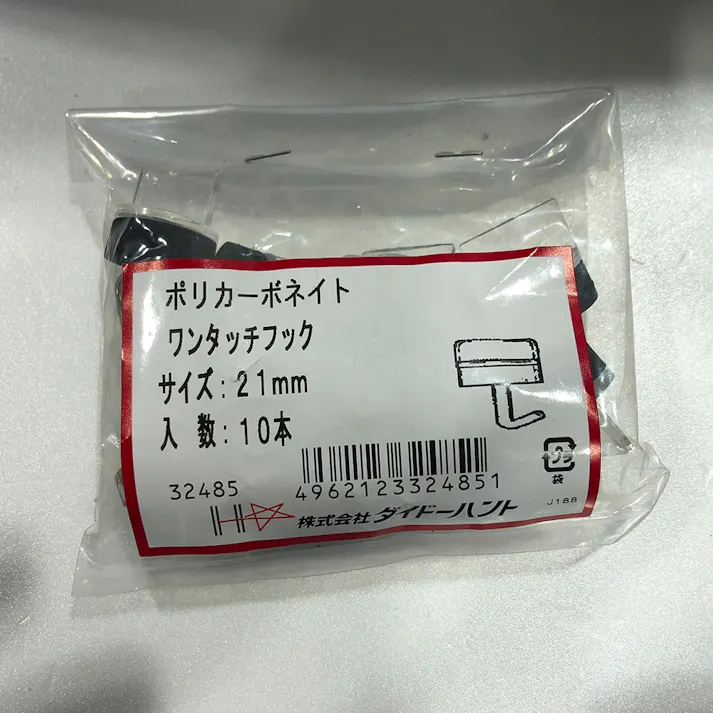 ポリカーボネイト
ワンタッチフック
サイズ:21mm
入 数:10本
32485
4962123324851
株式会社 ダイドーハント
プラ
袋
J188